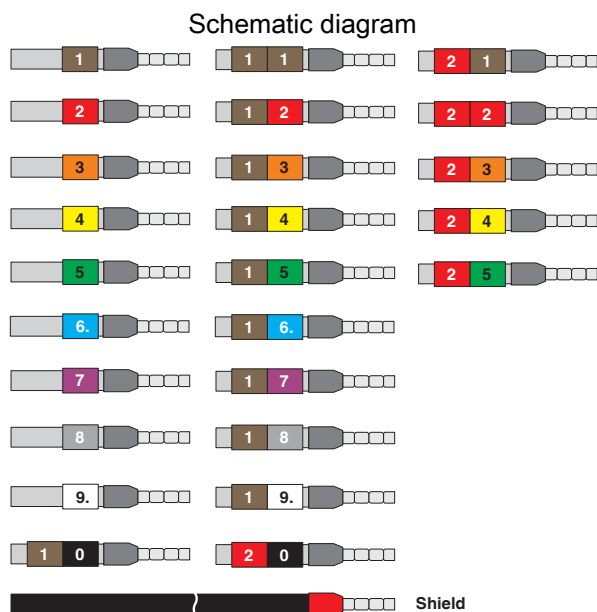 Schematic diagram
1 1 1 2 1
2 1 2 2 2
3 1 3 2 3
4 1 4 2 4
5 1 5 2 5
6. 1 6.
7 1 7
8 1 8
9. 1 9.
1 0 2 0
Shield